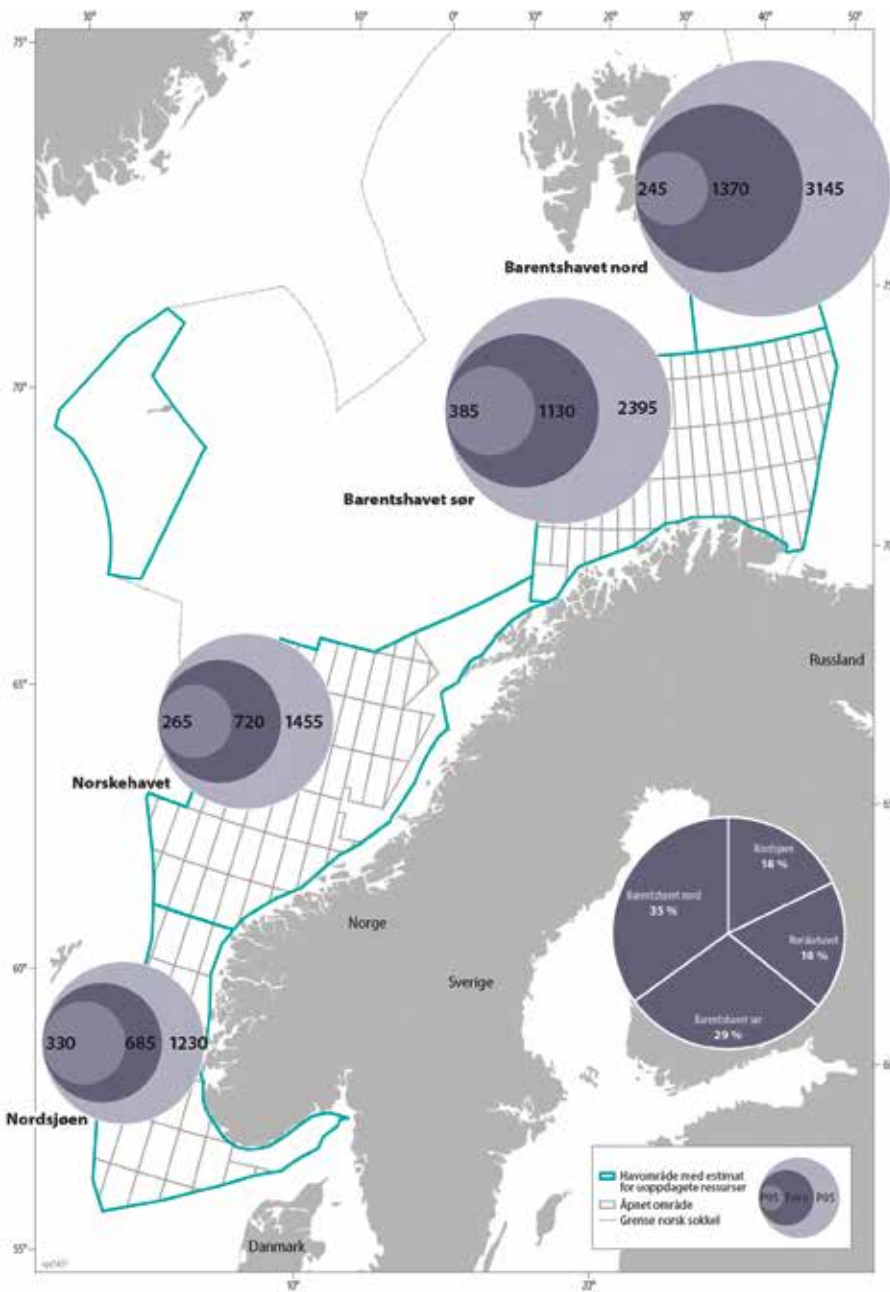 30° 20° 10° 0° 10° 20° 30° 40° 50°
75°
245 1370 3145
Barentshavet nord
75
70°
385 1130 2395
Barentshavet sør
70
Russland
65°
265 720 1455
Norskehavet
Nordsjøen
18 %
Barentshavet nord
35 %
Norskehavet
18 %
Barentshavet sør
29 %
Norge
Sverige
60°
330 685 1230
60
Nordsjøen
Havområde med estimat
for uoppdagete ressurser
Åpnet område
Grense norsk sokkel
P05
Danmark
55°
10° 20°